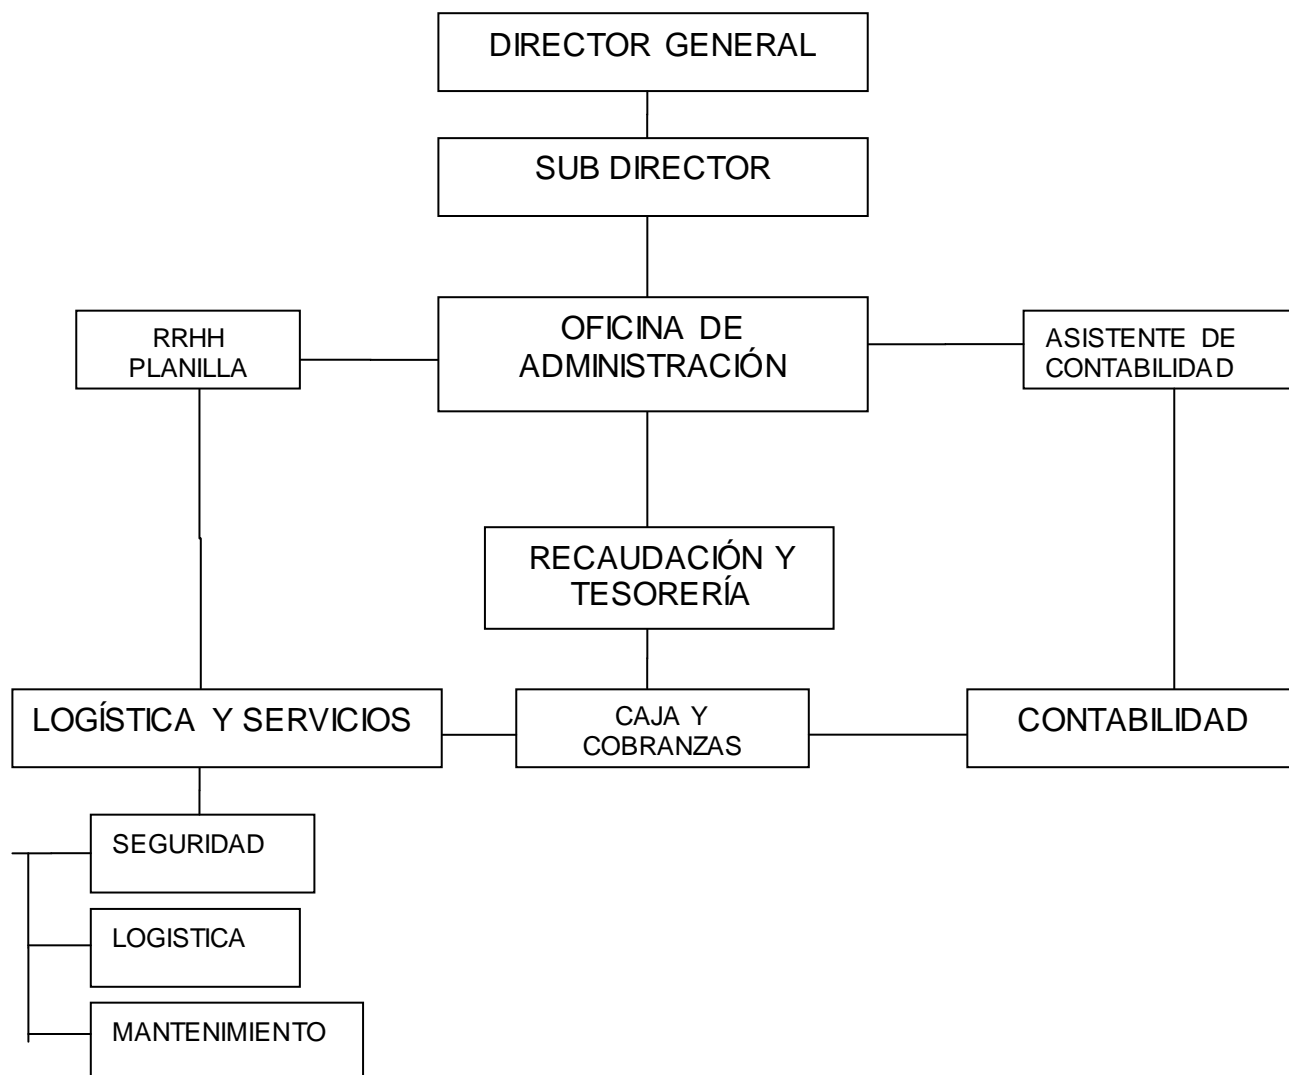 DIRECTOR GENERAL
SUB DIRECTOR
OFICINA DE
ADMINISTRACIÓN
RRHH
PLANILLA
ASISTENTE DE
CONTABILIDAD
RECAUDACIÓN Y
TESORERÍA
LOGÍSTICA Y SERVICIOS
CAJA Y
COBRANZAS
CONTABILIDAD
SEGURIDAD
LOGISTICA
MANTENIMIENTO